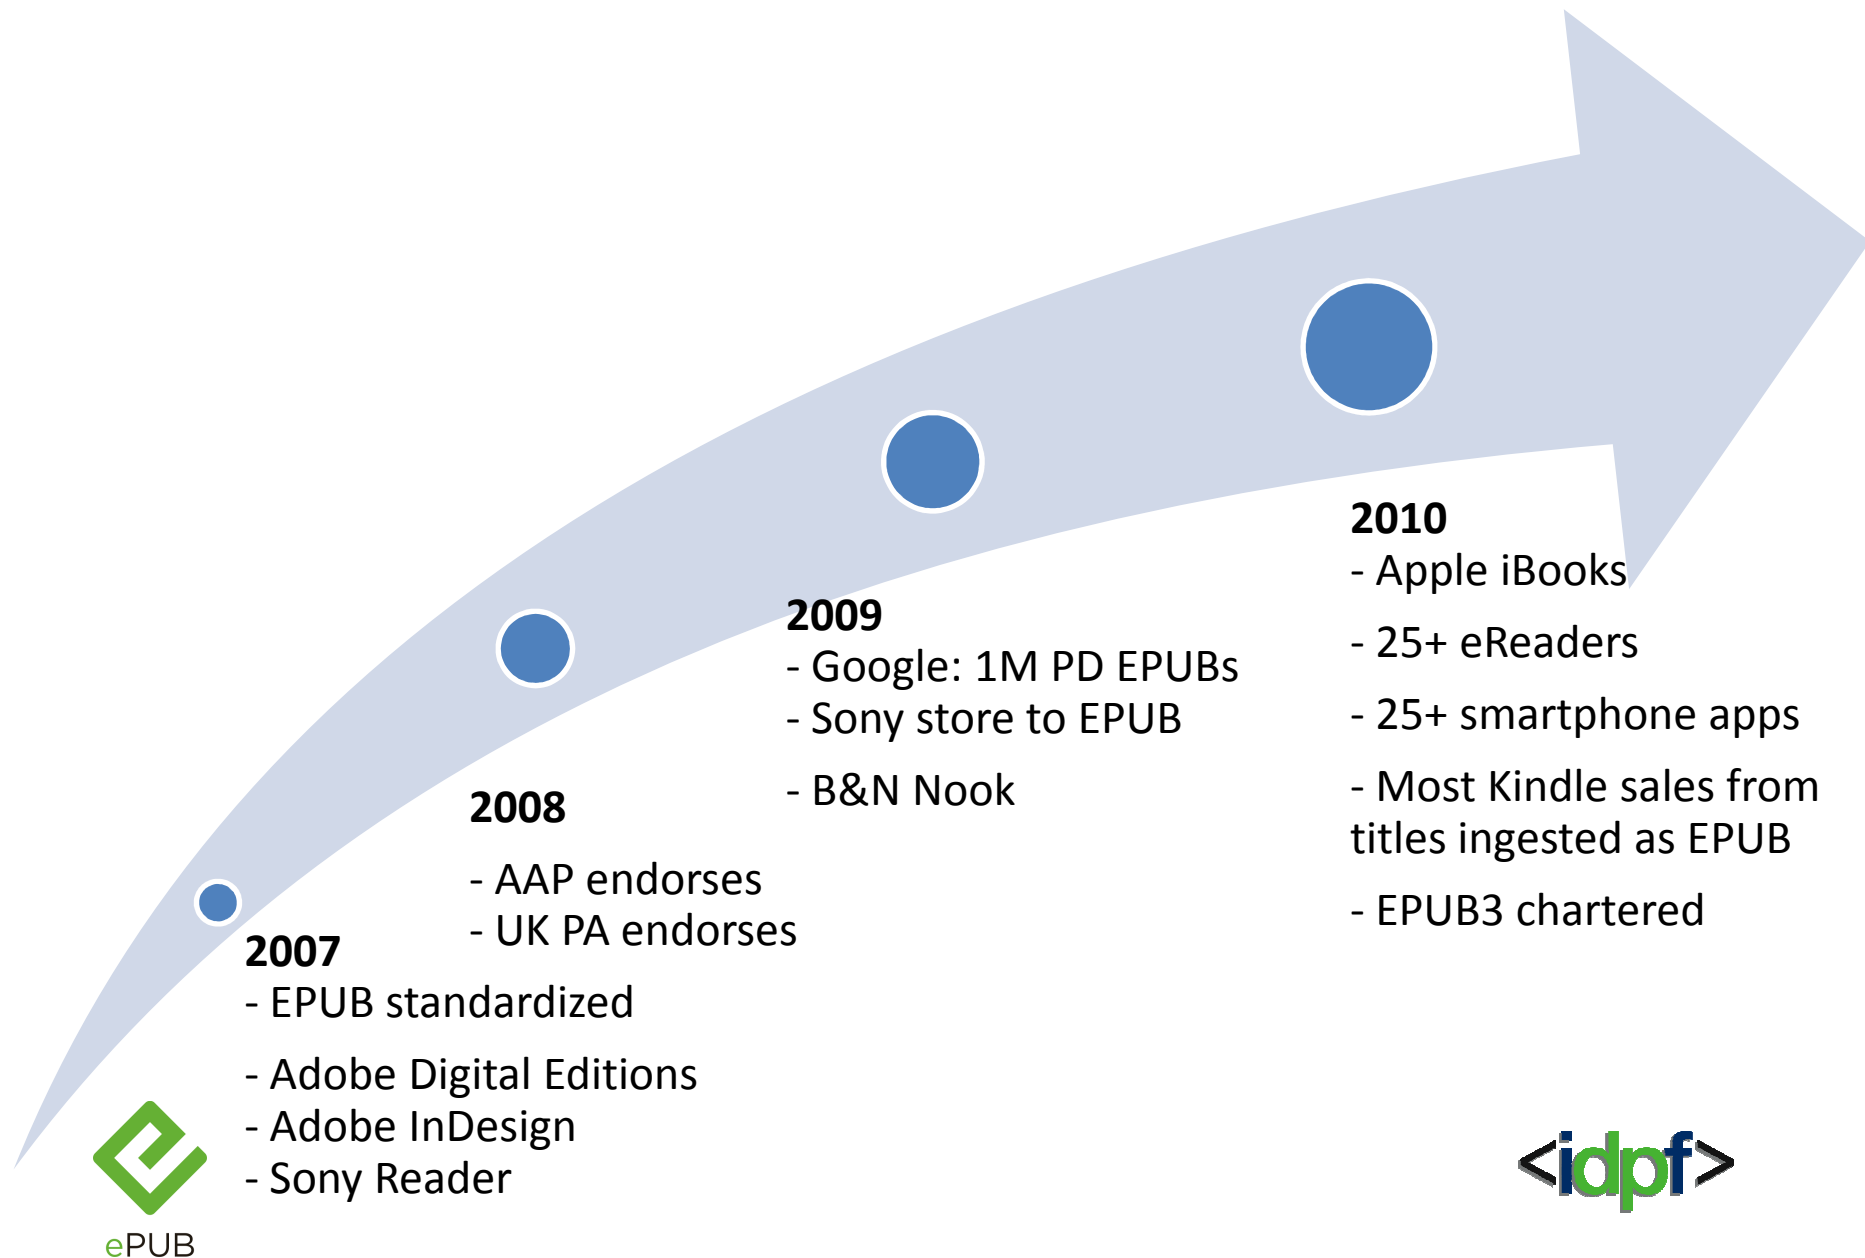 2007
- EPUB standardized
- Adobe Digital Editions
- Adobe InDesign
- Sony Reader
2008
- AAP endorses
- UK PA endorses
2009
- Google: 1M PD EPUBs
- Sony store to EPUB
- B&N Nook
2010
- Apple iBooks
- 25+ eReaders
- 25+ smartphone apps
- Most Kindle sales from
titles ingested as EPUB
- EPUB3 chartered
ePUB
<idpf>